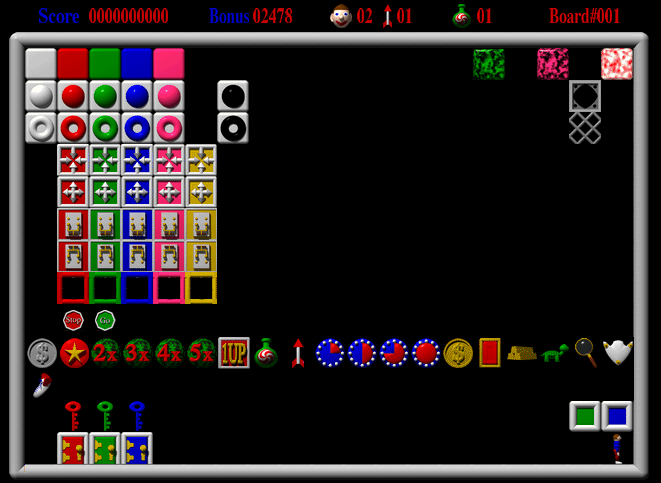 Score 0000000000 Bonus 02478 02 01 01 Board#001
Stop Go
$ 2x 3x 4x 5x 1UP $